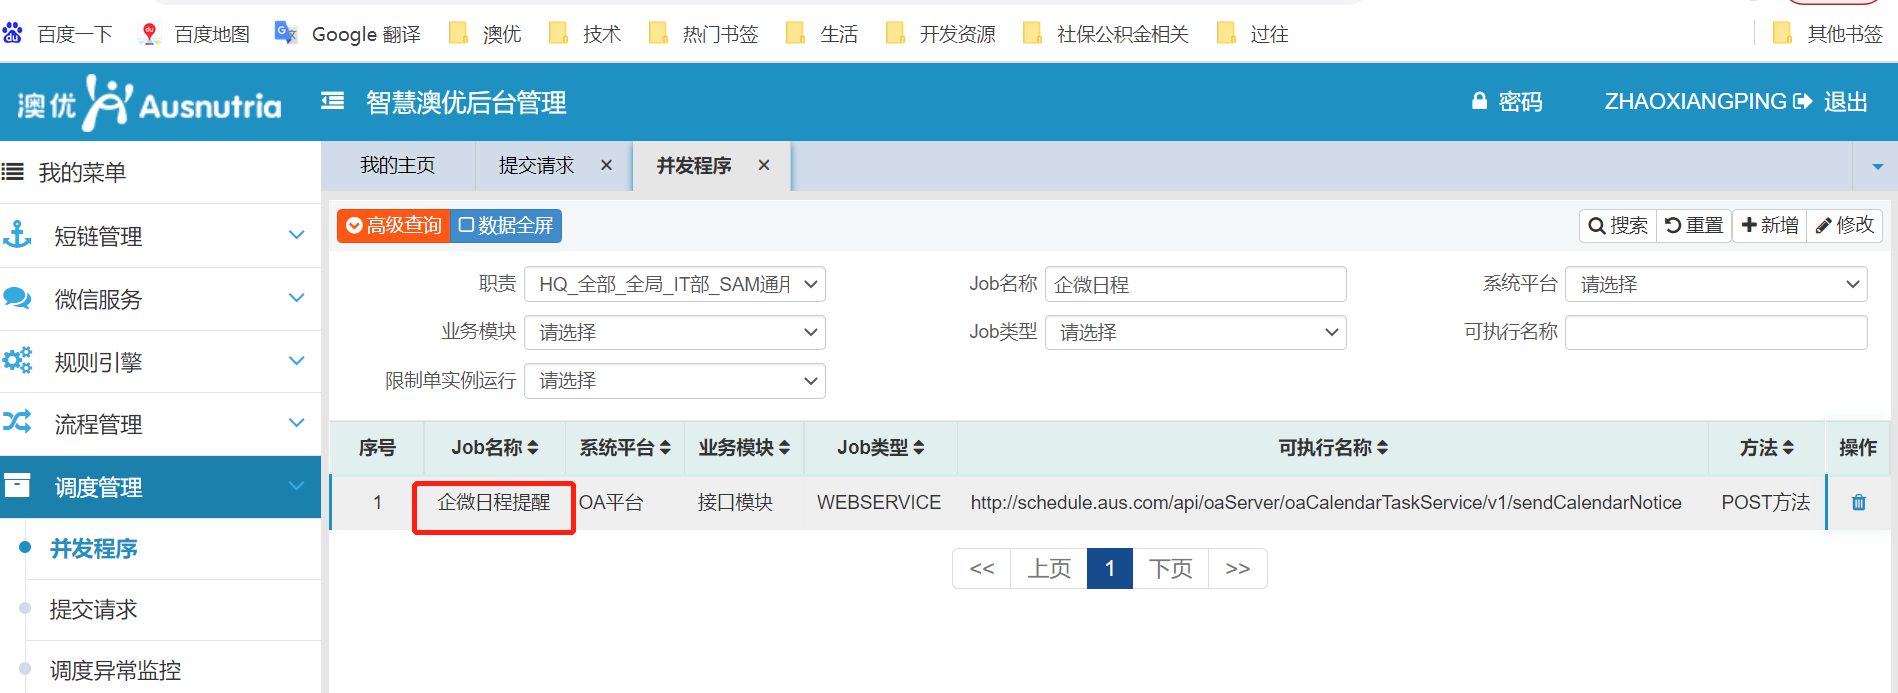 百度一下 百度地图 Google 翻译 澳优 技术 热门书签 生活 开发资源 社保公积金相关 过往 其他书签
澳优 Ausnutria 智慧澳优后台管理 密码 ZHAOXIANGPING 退出
我的菜单 我的主页 提交请求 × 并发程序 ×
高级查询 数据全屏 搜索 重置 新增 修改
短链管理
职责 HQ_全部_全局_IT部_SAM通用 Job名称 企微日程 系统平台 请选择
微信服务
业务模块 请选择 Job类型 请选择 可执行名称
规则引擎
限制单实例运行 请选择
流程管理
序号 Job名称 系统平台 业务模块 Job类型 可执行名称 方法 操作
调度管理
1 企微日程提醒 OA平台 接口模块 WEBSERVICE http://schedule.aus.com/api/oaServer/oaCalendarTaskService/v1/sendCalendarNotice POST方法
并发程序
<< 上页 1 下页 >>
提交请求
调度异常监控